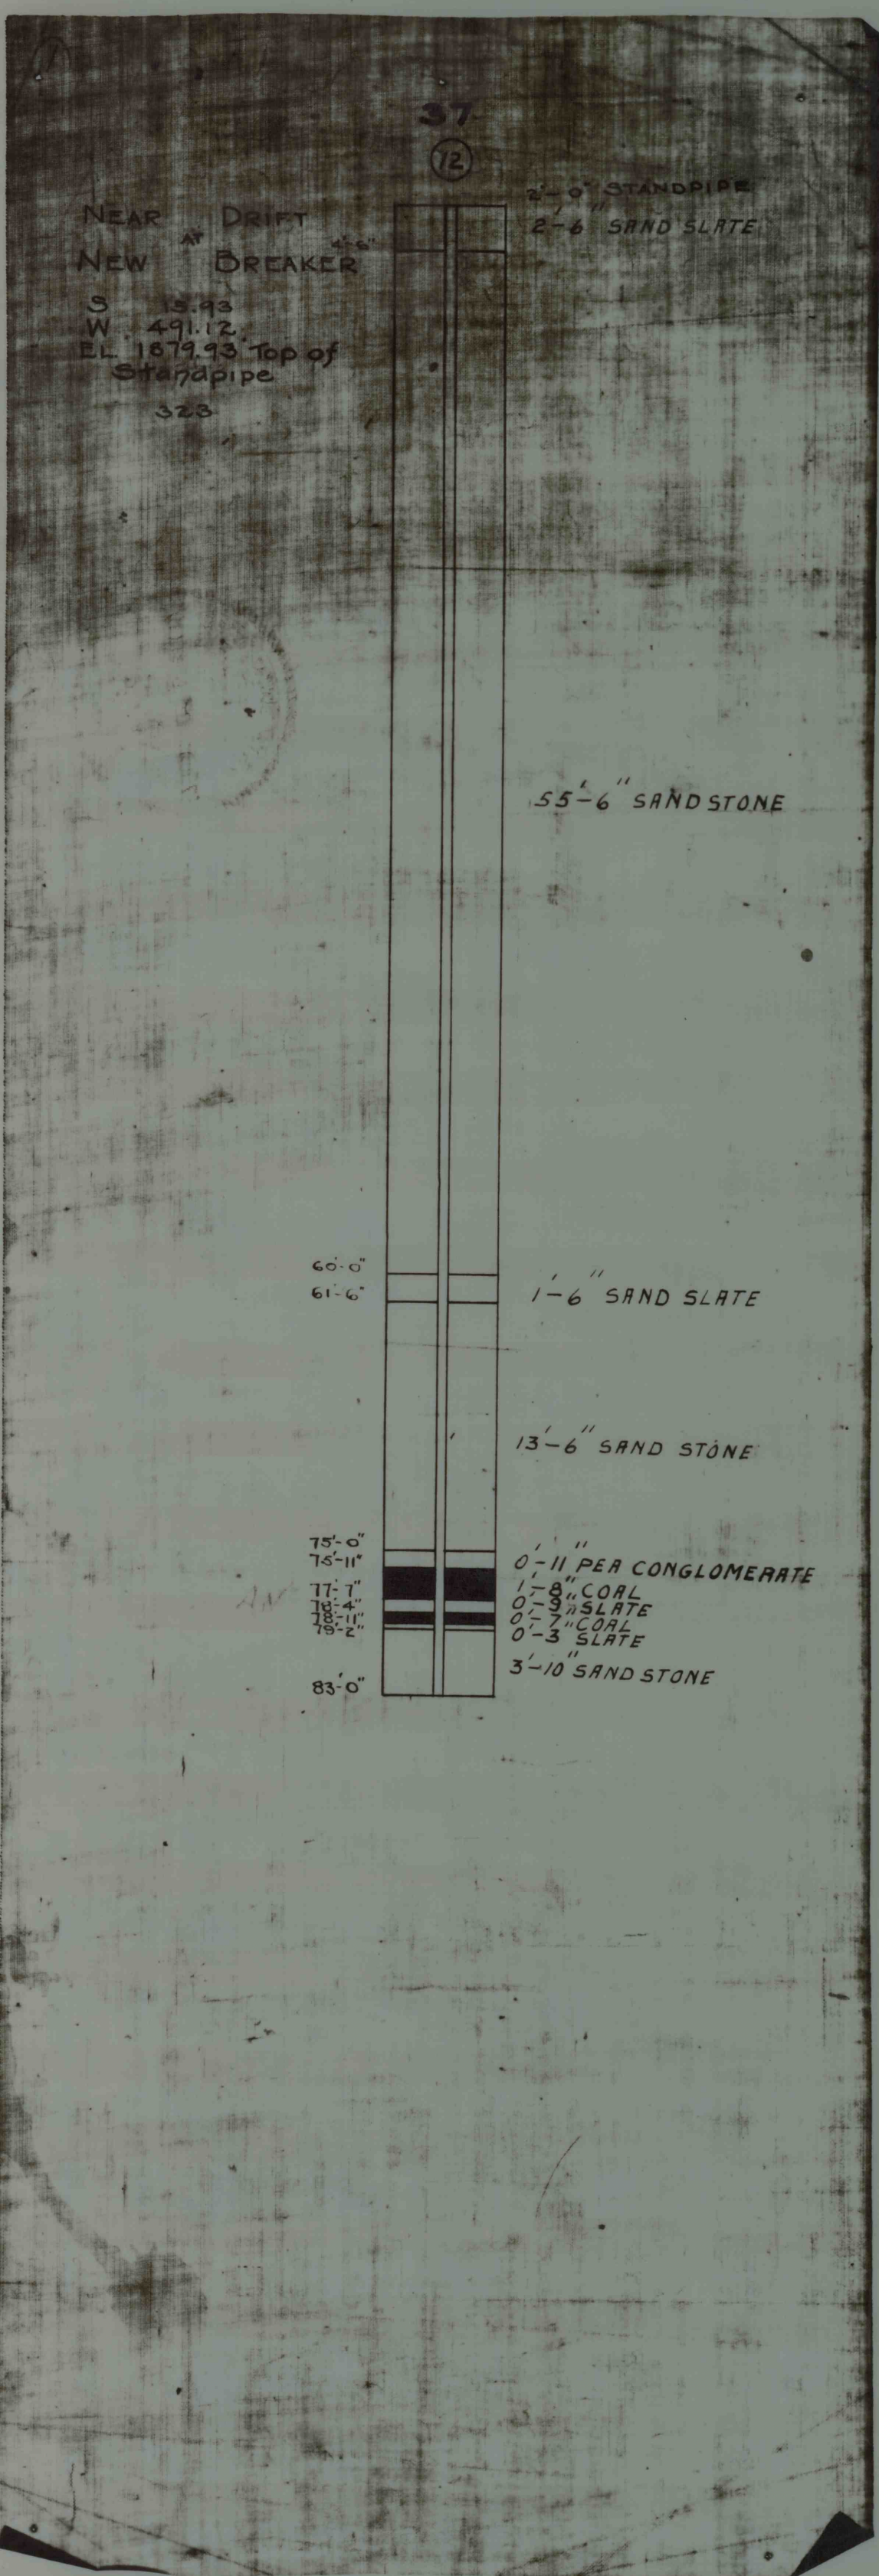 37
72
2'-0" STANDPIPE
2'-6" SAND SLATE
NEAR DRIFT
AT
NEW BREAKER
4'-6"
S 15.93
W 491.12
EL. 1879.93 Top of
Standpipe
323
55'-6" SANDSTONE
60'-0"
61'-6"
1'-6" SAND SLATE
13'-6" SAND STONE
75'-0"
75'-11"
0'-11" PEA CONGLOMERATE
77'-7"
1'-8" COAL
78'-4"
0'-9" SLATE
78'-11"
0'-7" COAL
79'-2"
0'-3" SLATE
3'-10" SANDSTONE
83'-0"